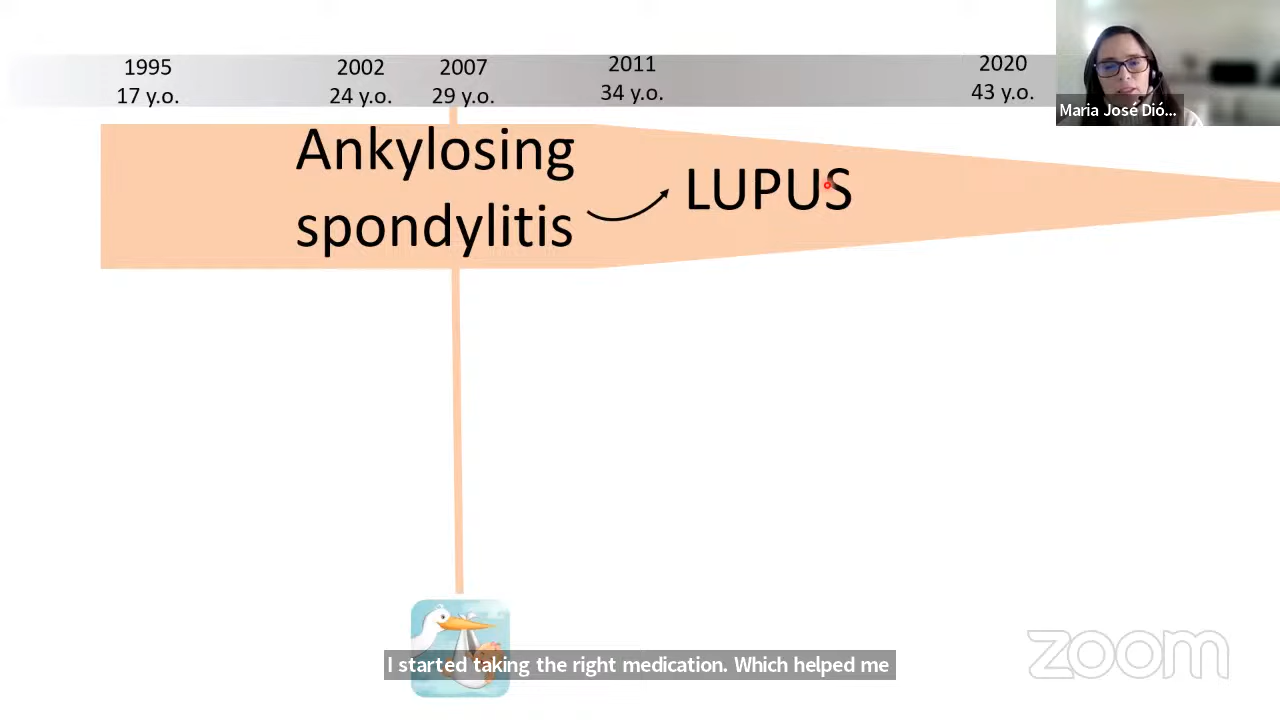 1995
17 y.o.
2002
24 y.o.
2007
29 y.o.
2011
34 y.o.
2020
43 y.o.
Maria José Dió...
Ankylosing
spondylitis
LUPUS
I started taking the right medication. Which helped me
zoom